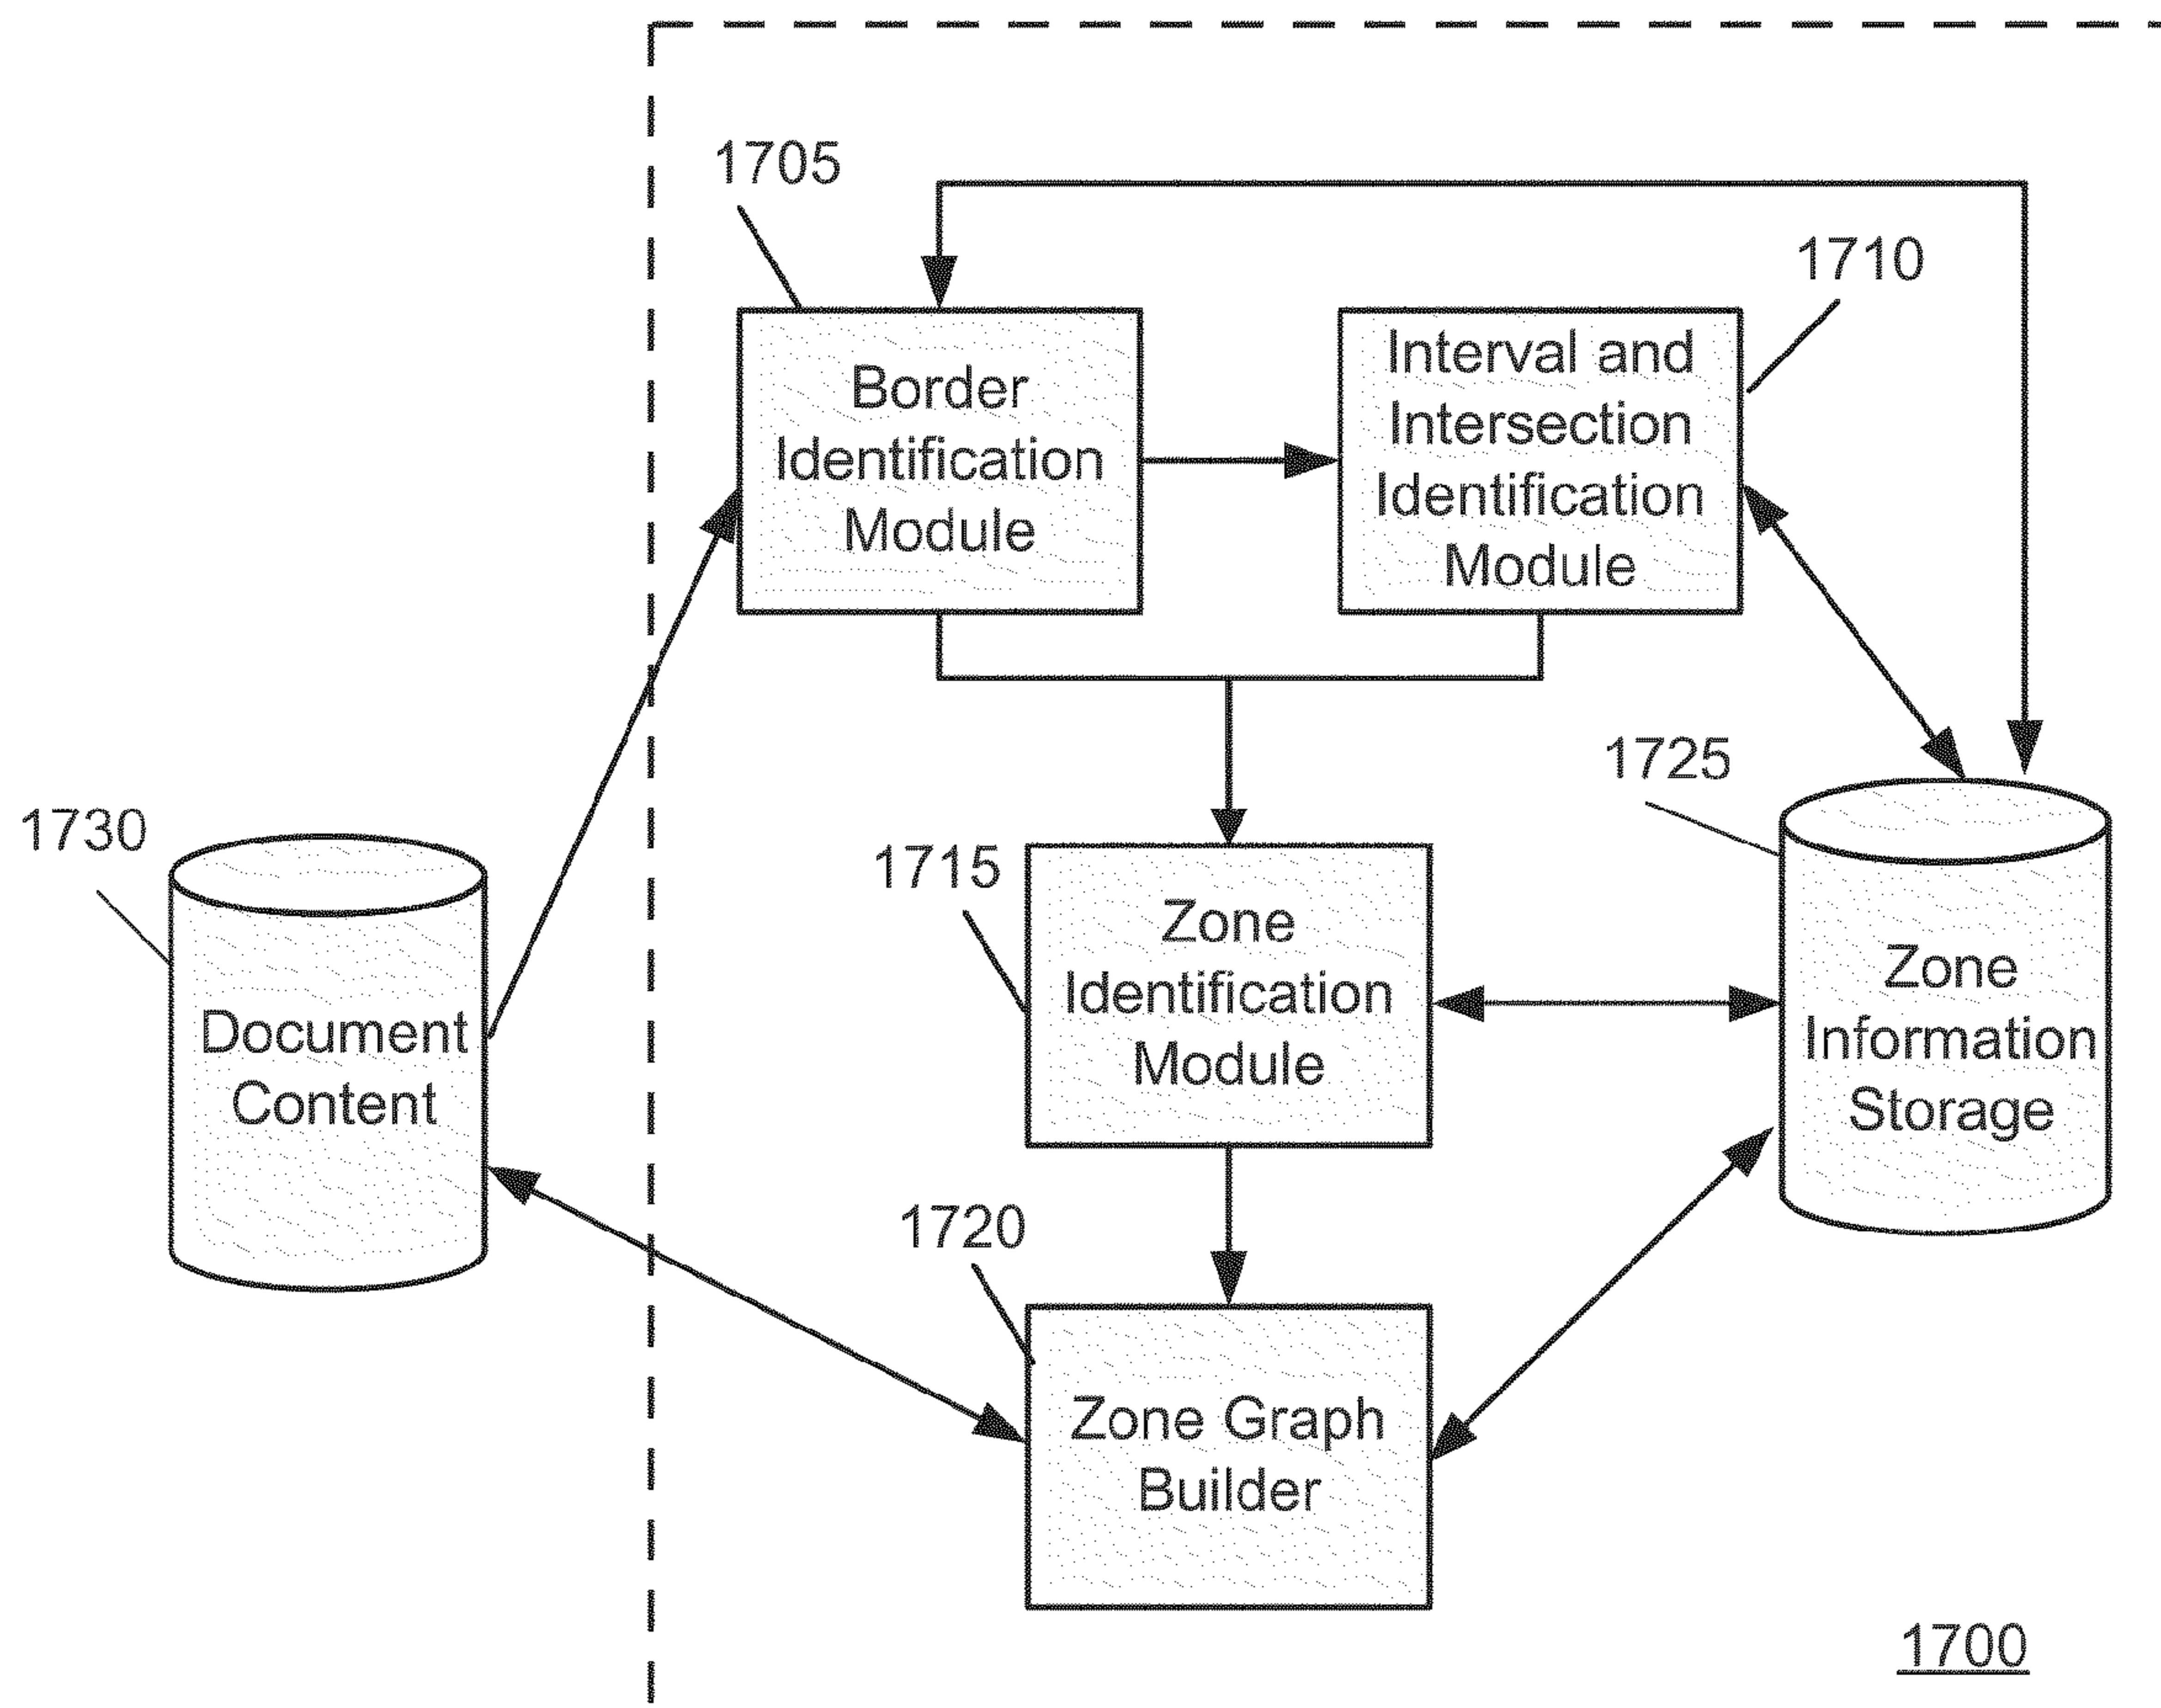 1705
1710
Border
Identification
Module
Interval and
Intersection
Identification
Module
1725
1730
1715
Zone
Identification
Module
Zone
Information
Storage
Document
Content
1720
Zone Graph
Builder
1700